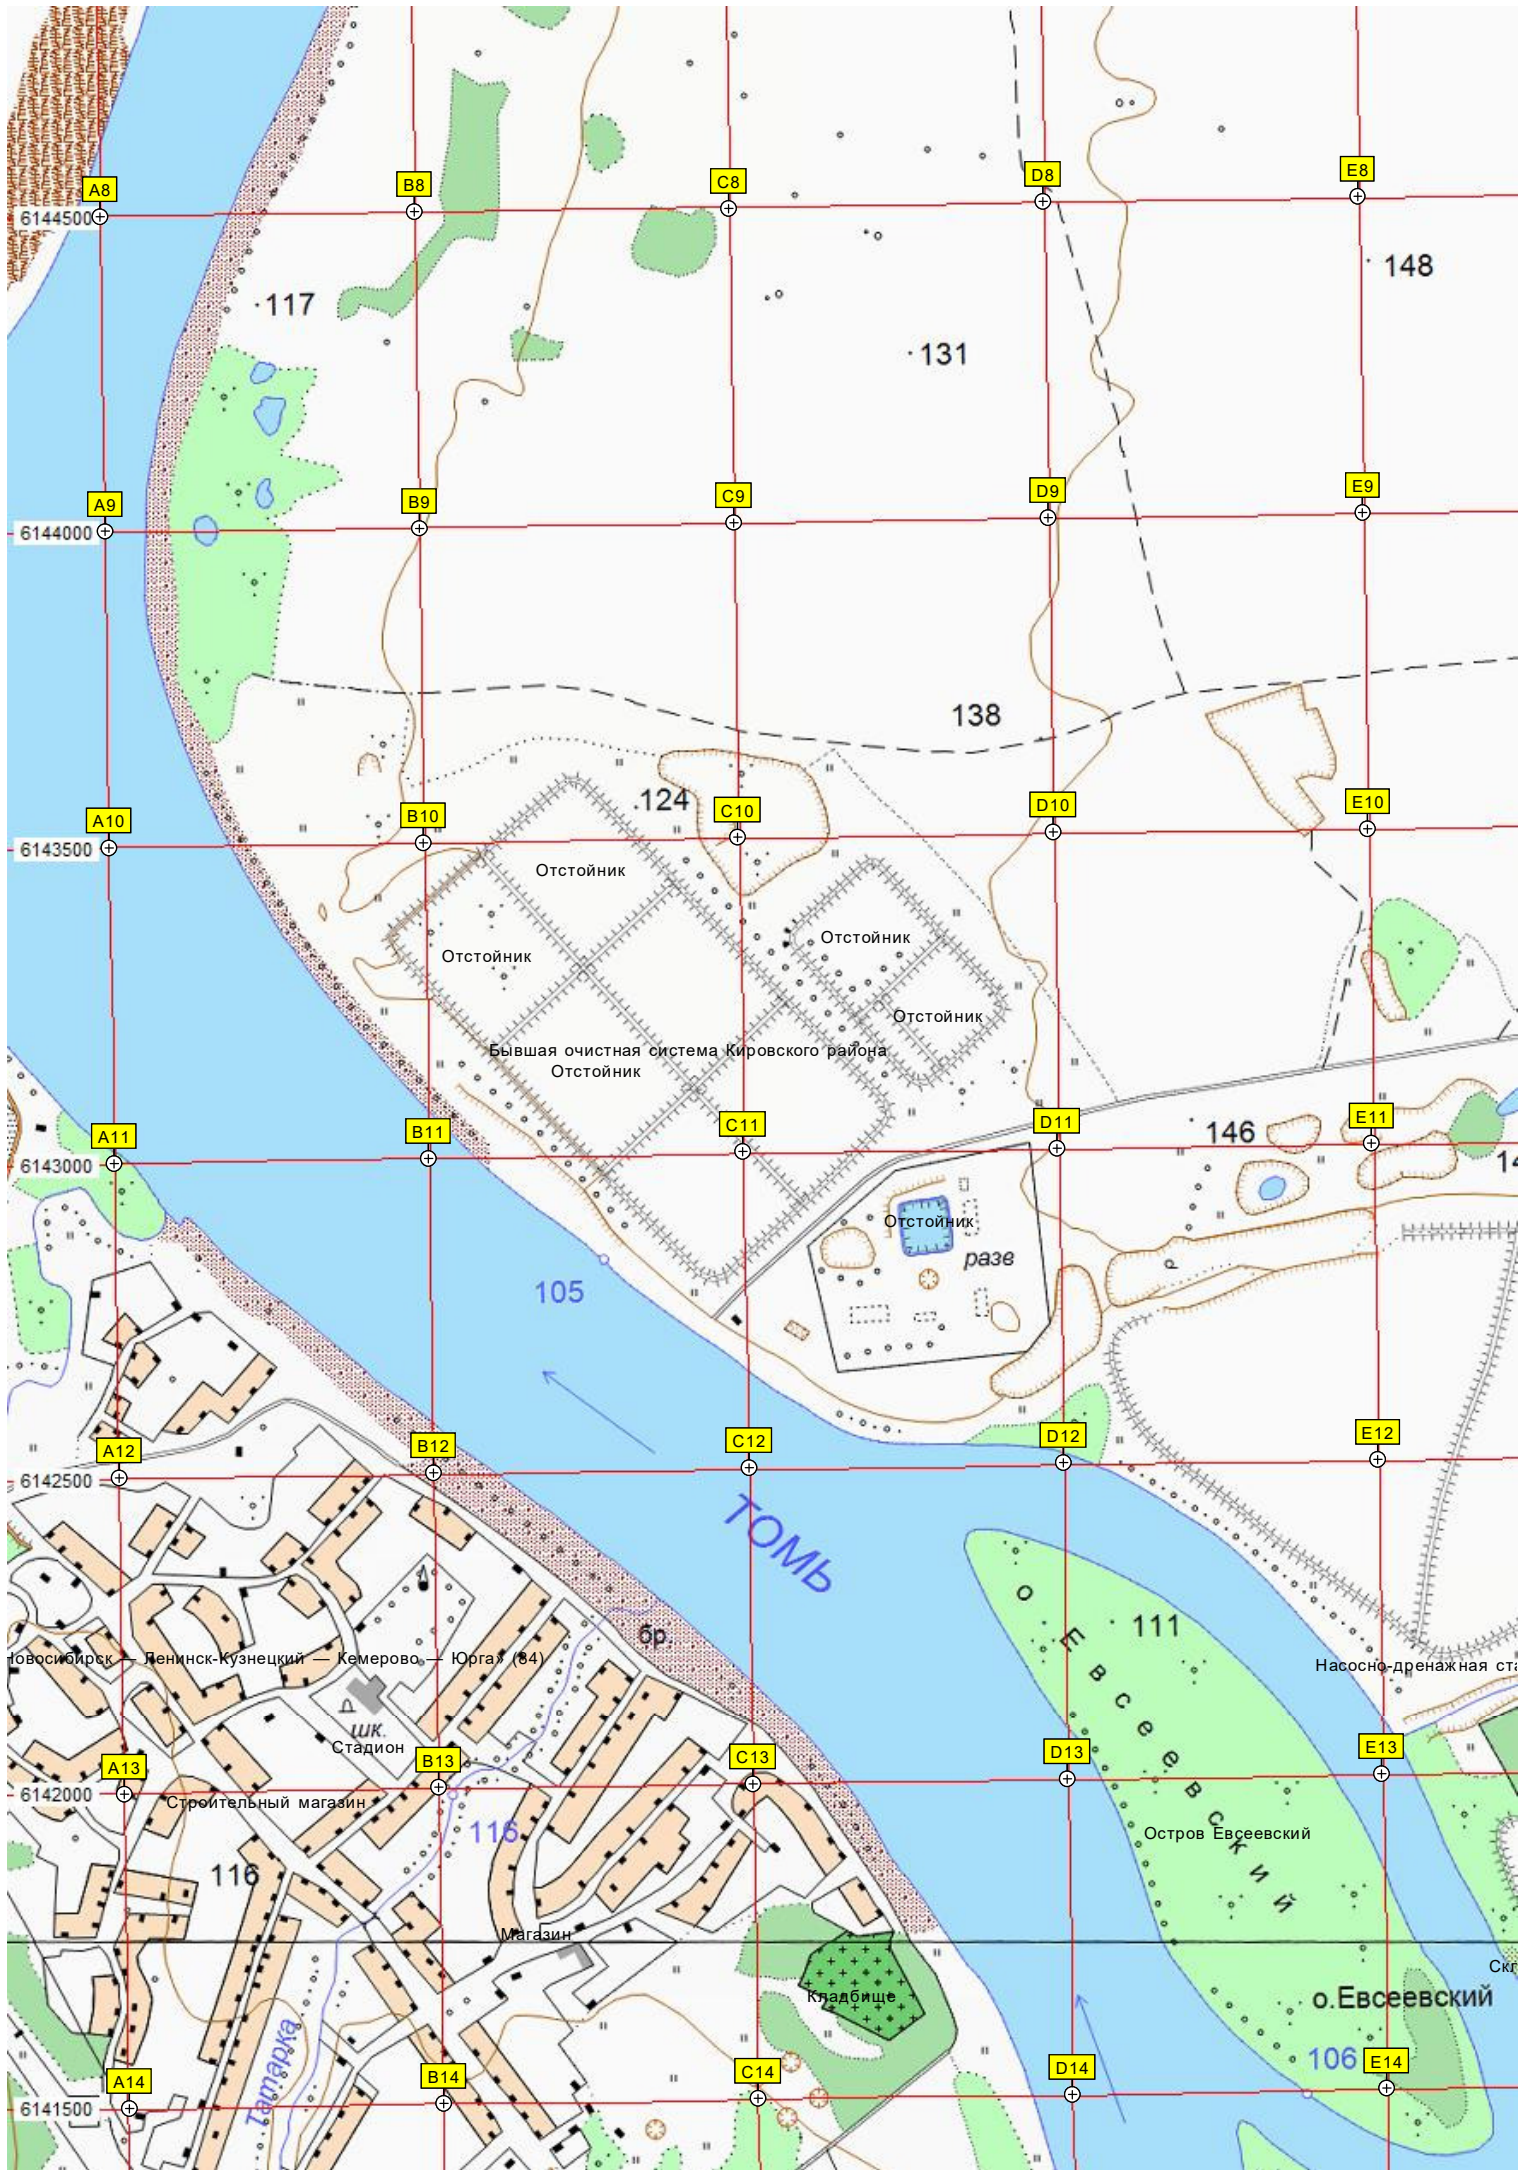 A8
B8
C8
D8
E8
6144500
148
117
131
A9
B9
C9
D9
E9
6144000
138
124
A10
B10
C10
D10
E10
6143500
Отстойник
Отстойник
Отстойник
Отстойник
Бывшая очистная система Кировского района
Отстойник
A11
B11
C11
D11
E11
146
6143000
Отстойник
разв
105
A12
B12
C12
D12
E12
6142500
ТОМЬ
о Евсеевский
111
бр.
Новосибирск — Ленинск-Кузнецкий — Кемерово — Юрга» (84)
Насосно-дренажная ста
шк.
Стадион
A13
B13
C13
D13
E13
6142000
Строительный магазин
116
Остров Евсеевский
116
Магазин
Кладбище
о.Евсеевский
Татарка
106
A14
B14
C14
D14
E14
6141500